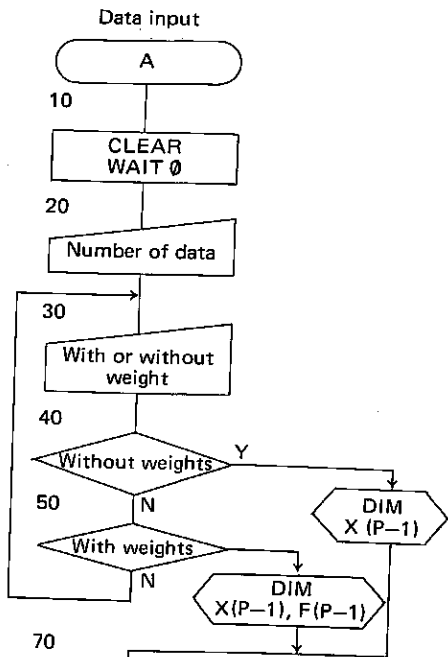 Data input
A
10
CLEAR
WAIT 0
20
Number of data
30
With or without
weight
40
Without weights
Y
50
N
DIM
X (P−1)
With weights
N
DIM
X(P−1), F(P−1)
70